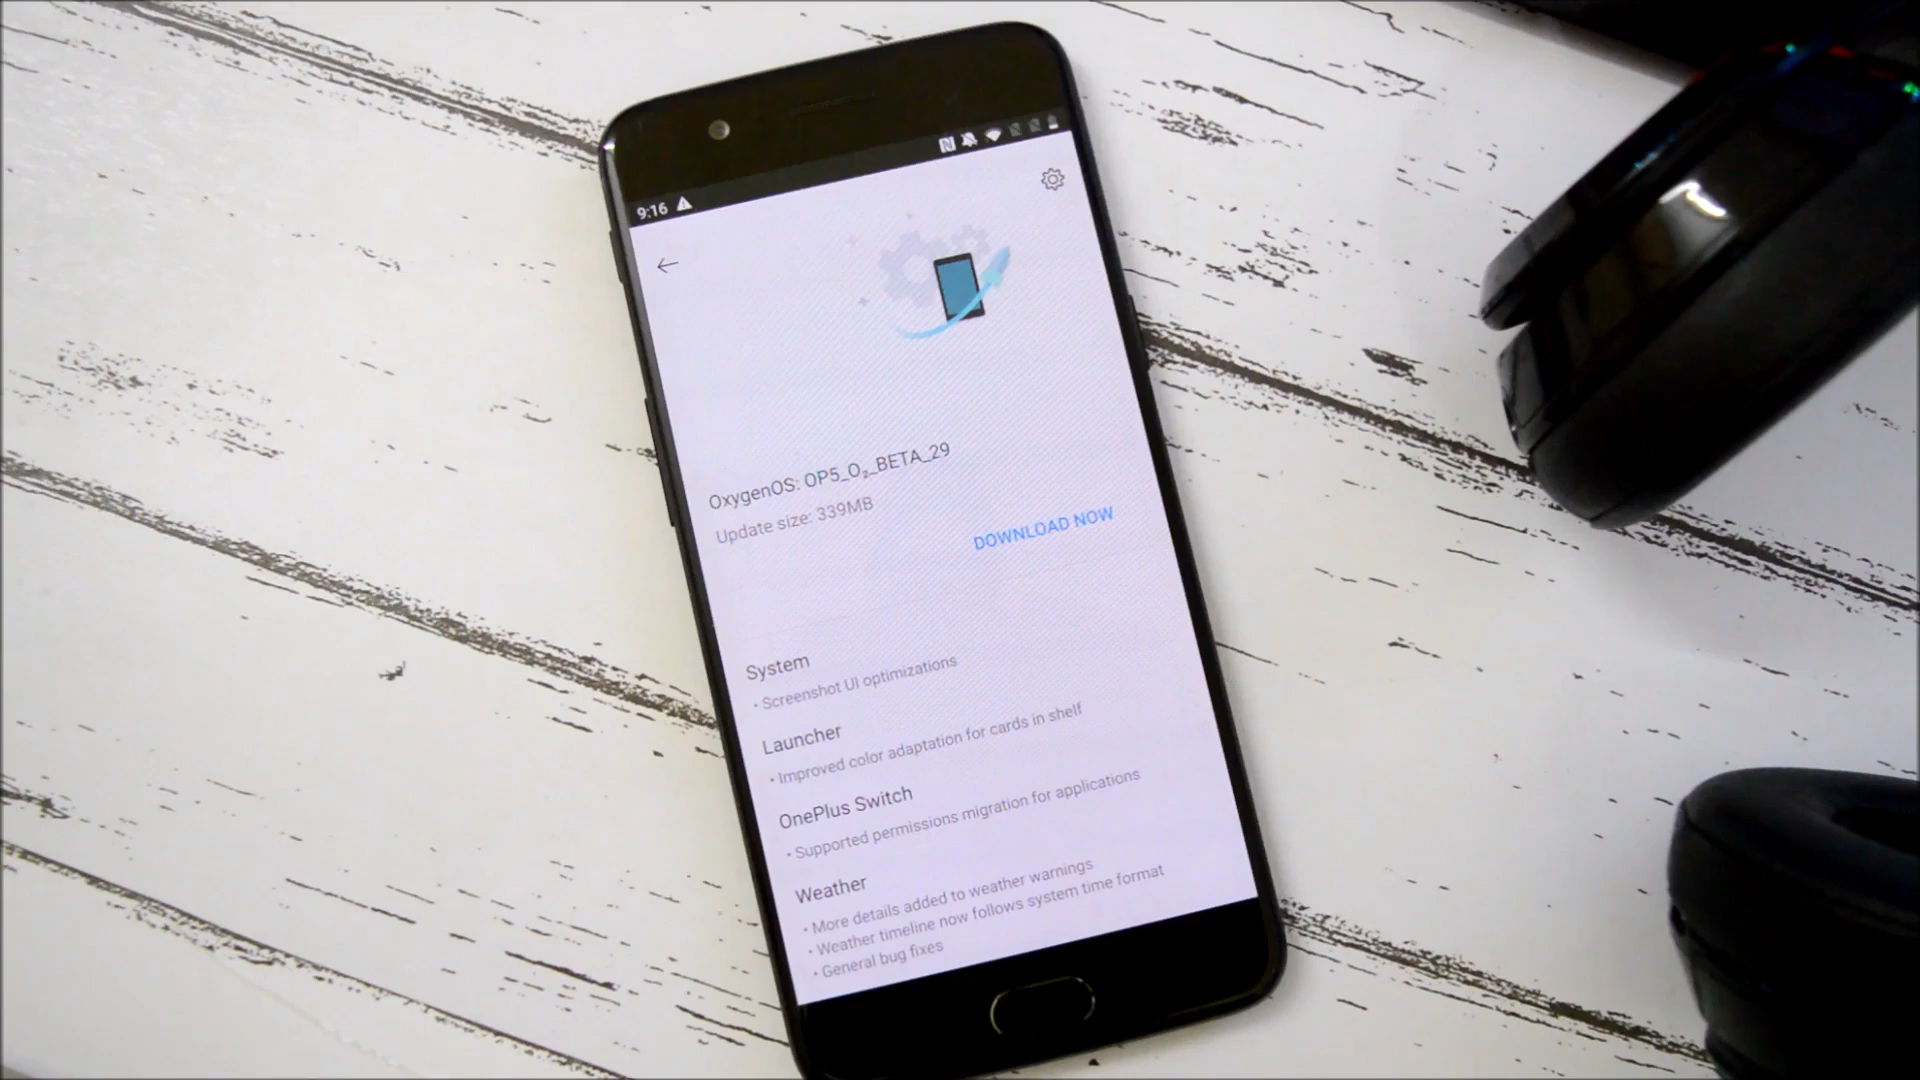 9:16
OxygenOS: OP5_O₂_BETA_29
Update size: 339MB
DOWNLOAD NOW
System
• Screenshot UI optimizations
Launcher
• Improved color adaptation for cards in shelf
OnePlus Switch
• Supported permissions migration for applications
Weather
• More details added to weather warnings
• Weather timeline now follows system time format
• General bug fixes